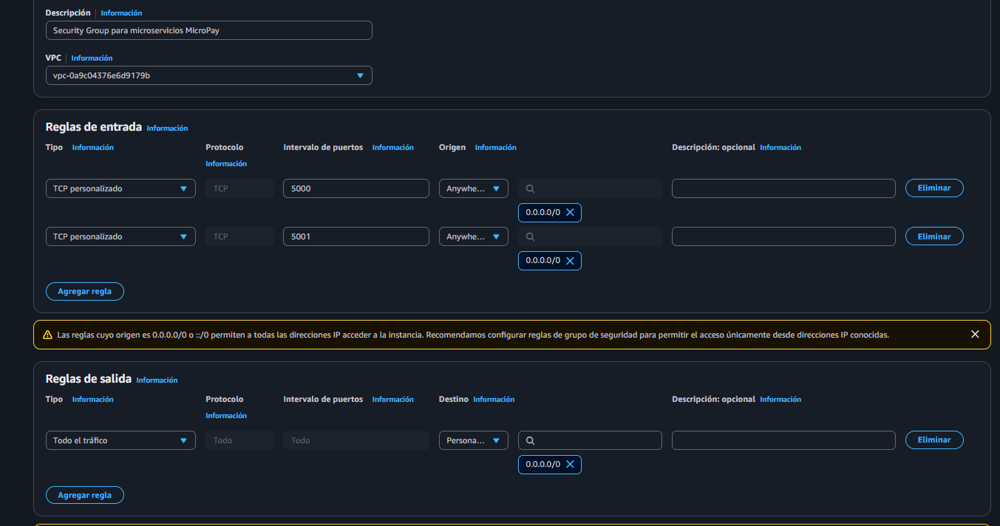 Descripción Información
Security Group para microservicios MicroPay
VPC Información
vpc-0a9c04376e6d9179b
Reglas de entrada Información
Tipo Información Protocolo Información Intervalo de puertos Información Origen Información Descripción: opcional Información
TCP personalizado TCP 5000 Anywhe... Eliminar
0.0.0.0/0
TCP personalizado TCP 5001 Anywhe... Eliminar
0.0.0.0/0
Agregar regla
Las reglas cuyo origen es 0.0.0.0/0 o ::/0 permiten a todas las direcciones IP acceder a la instancia. Recomendamos configurar reglas de grupo de seguridad para permitir el acceso únicamente desde direcciones IP conocidas.
Reglas de salida Información
Tipo Información Protocolo Información Intervalo de puertos Información Destino Información Descripción: opcional Información
Todo el tráfico Todo Todo Persona... Eliminar
0.0.0.0/0
Agregar regla